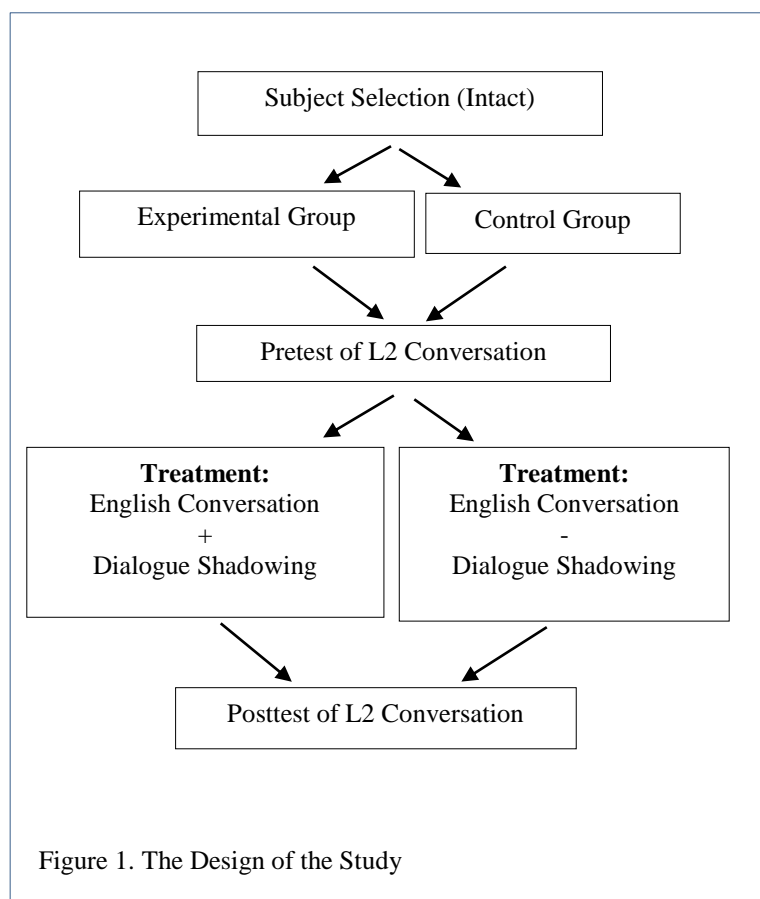 Subject Selection (Intact)
Experimental Group
Control Group
Pretest of L2 Conversation
Treatment:
English Conversation
+
Dialogue Shadowing
Treatment:
English Conversation
-
Dialogue Shadowing
Posttest of L2 Conversation
Figure 1. The Design of the Study